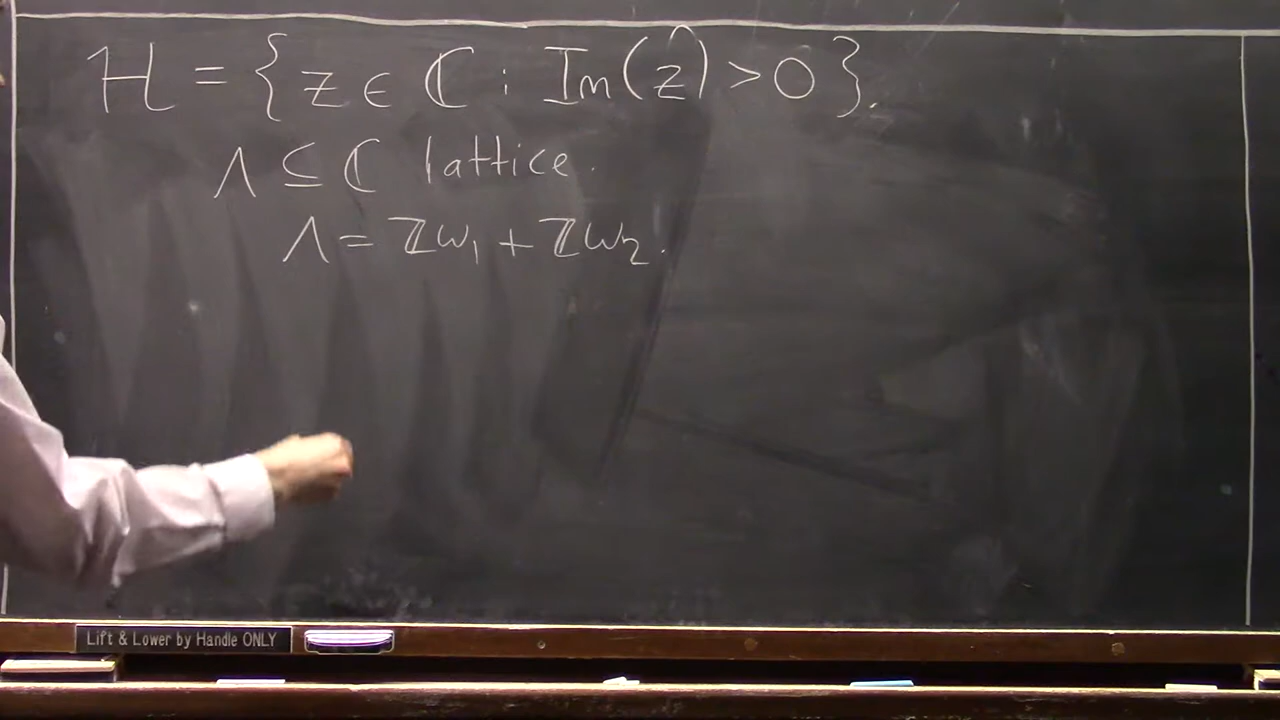 H = { z ∈ ℂ : Im(z) > 0 }.
Λ ⊆ ℂ lattice.
Λ = ℤω₁ + ℤω₂.
Lift & Lower by Handle ONLY